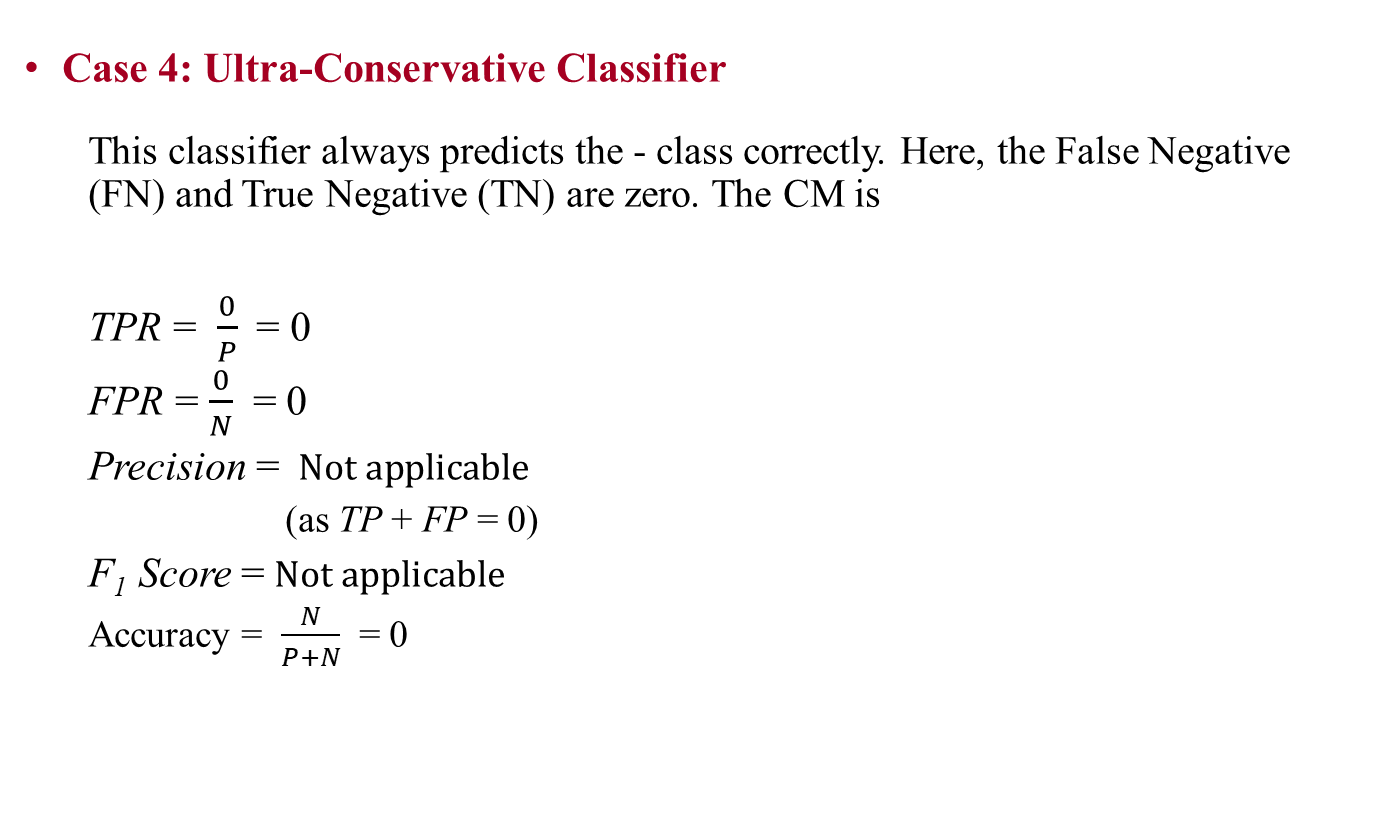 • Case 4: Ultra-Conservative Classifier
This classifier always predicts the - class correctly. Here, the False Negative
(FN) and True Negative (TN) are zero. The CM is
TPR = 0/P = 0
FPR = 0/N = 0
Precision = Not applicable
(as TP + FP = 0)
F₁ Score = Not applicable
Accuracy = N/P+N = 0